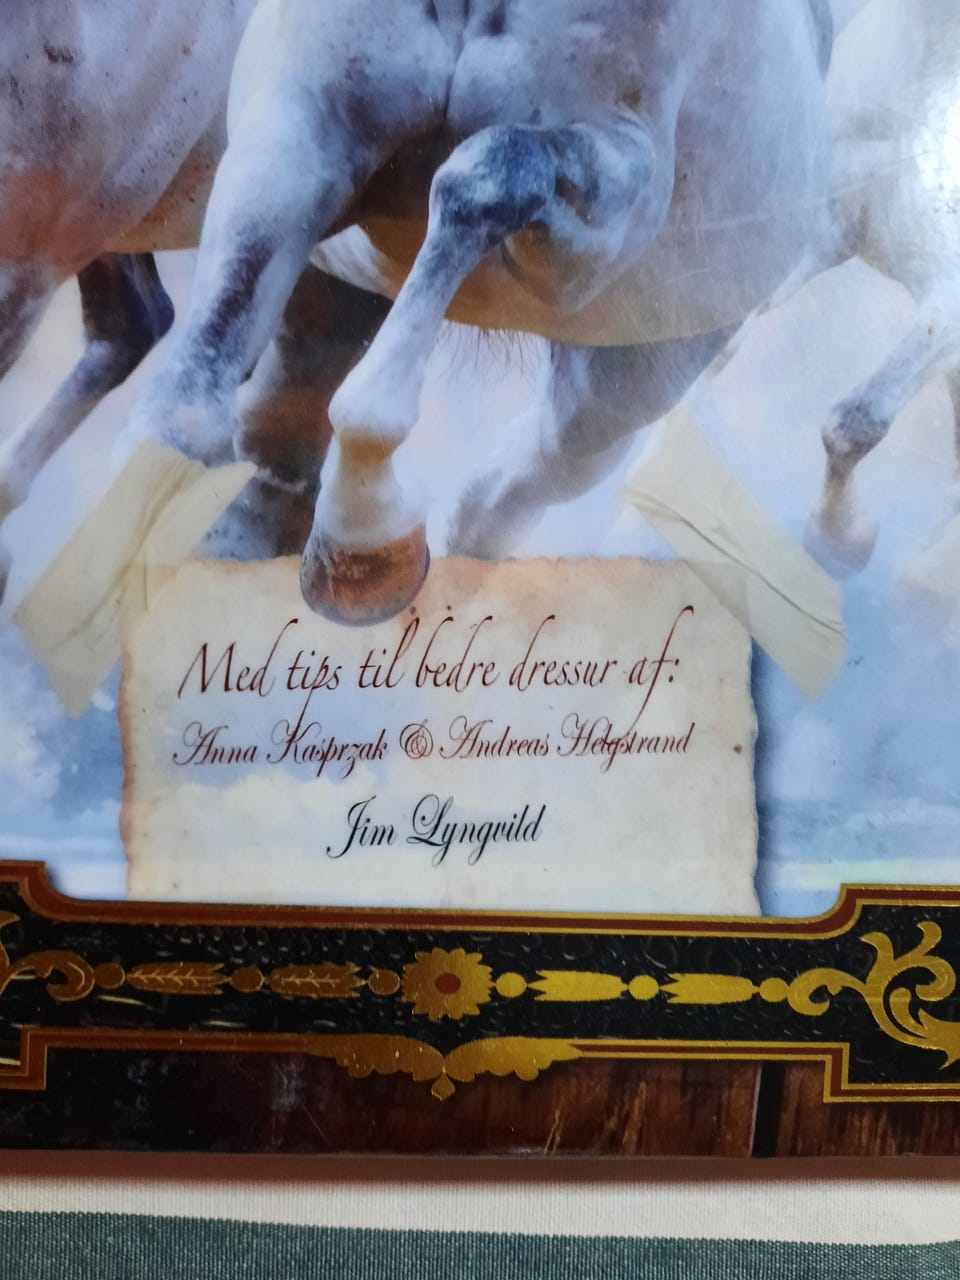 Med tips til bedre dressur af:
Anna Kasprzak & Andreas Helgstrand
Jim Lyngvild